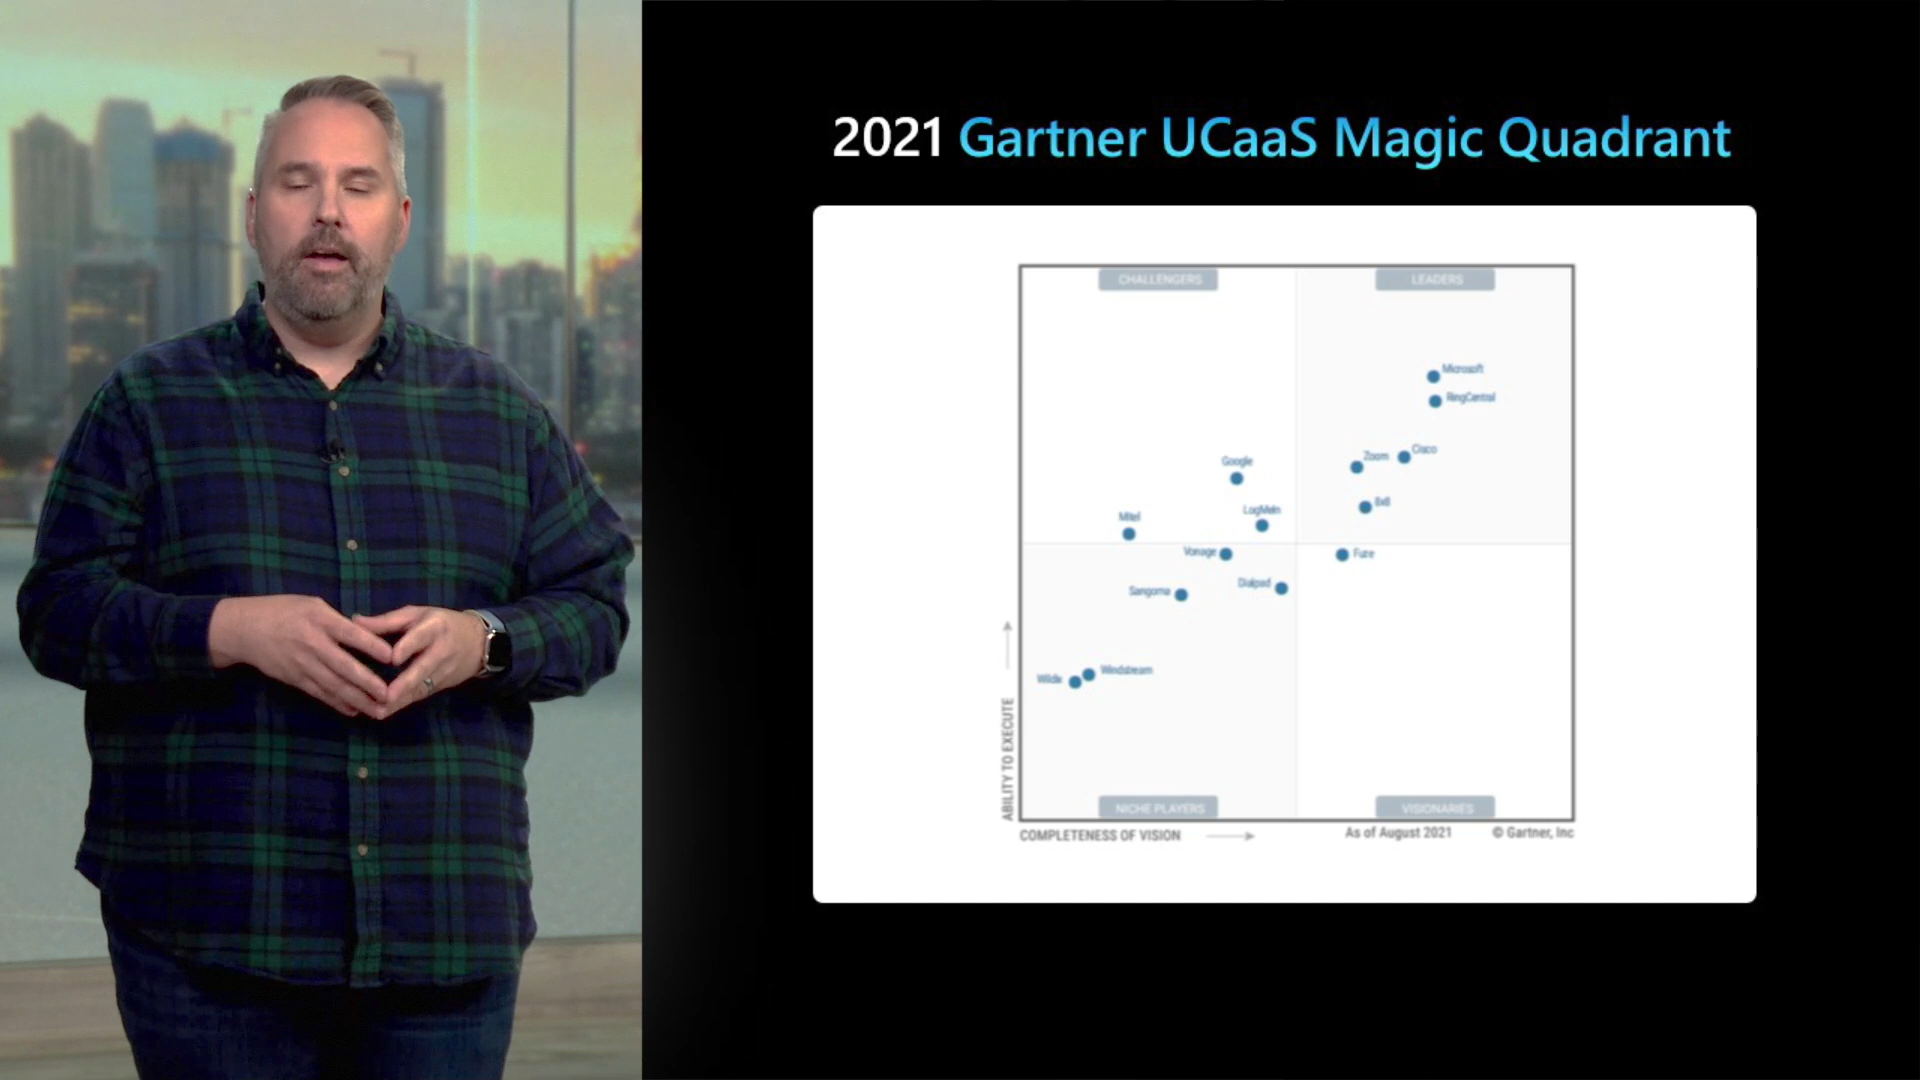 2021 Gartner UCaaS Magic Quadrant
CHALLENGERS
LEADERS
Microsoft
RingCentral
Cisco
Zoom
Google
8x8
LogMeIn
Mitel
Vonage
Fuze
Dialpad
Sangoma
Windstream
Wildix
ABILITY TO EXECUTE
NICHE PLAYERS
VISIONARIES
COMPLETENESS OF VISION
As of August 2021
© Gartner, Inc